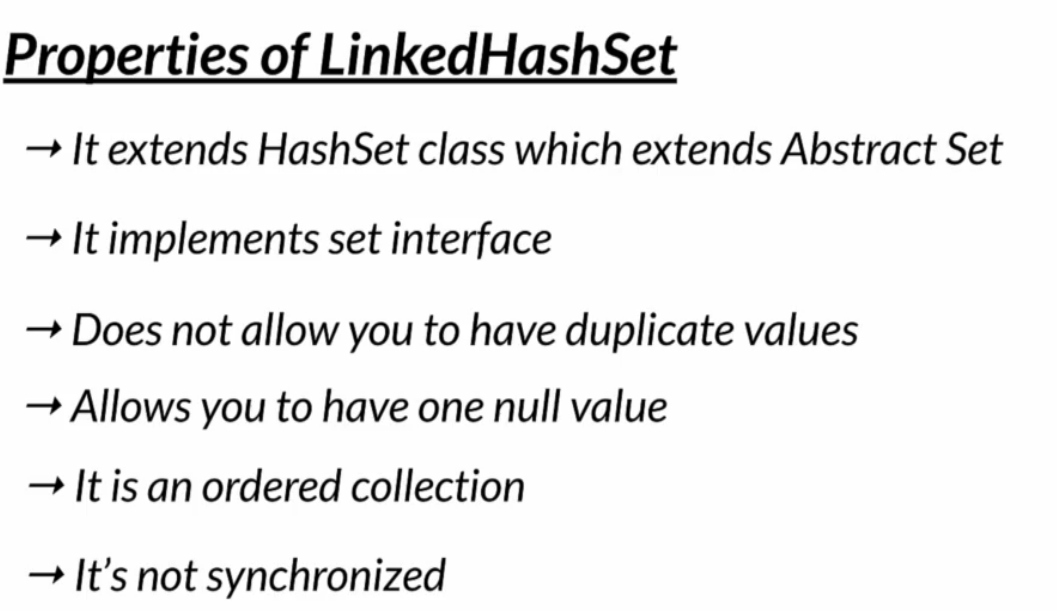 Properties of LinkedHashSet
→ It extends HashSet class which extends Abstract Set
→ It implements set interface
→ Does not allow you to have duplicate values
→ Allows you to have one null value
→ It is an ordered collection
→ It’s not synchronized